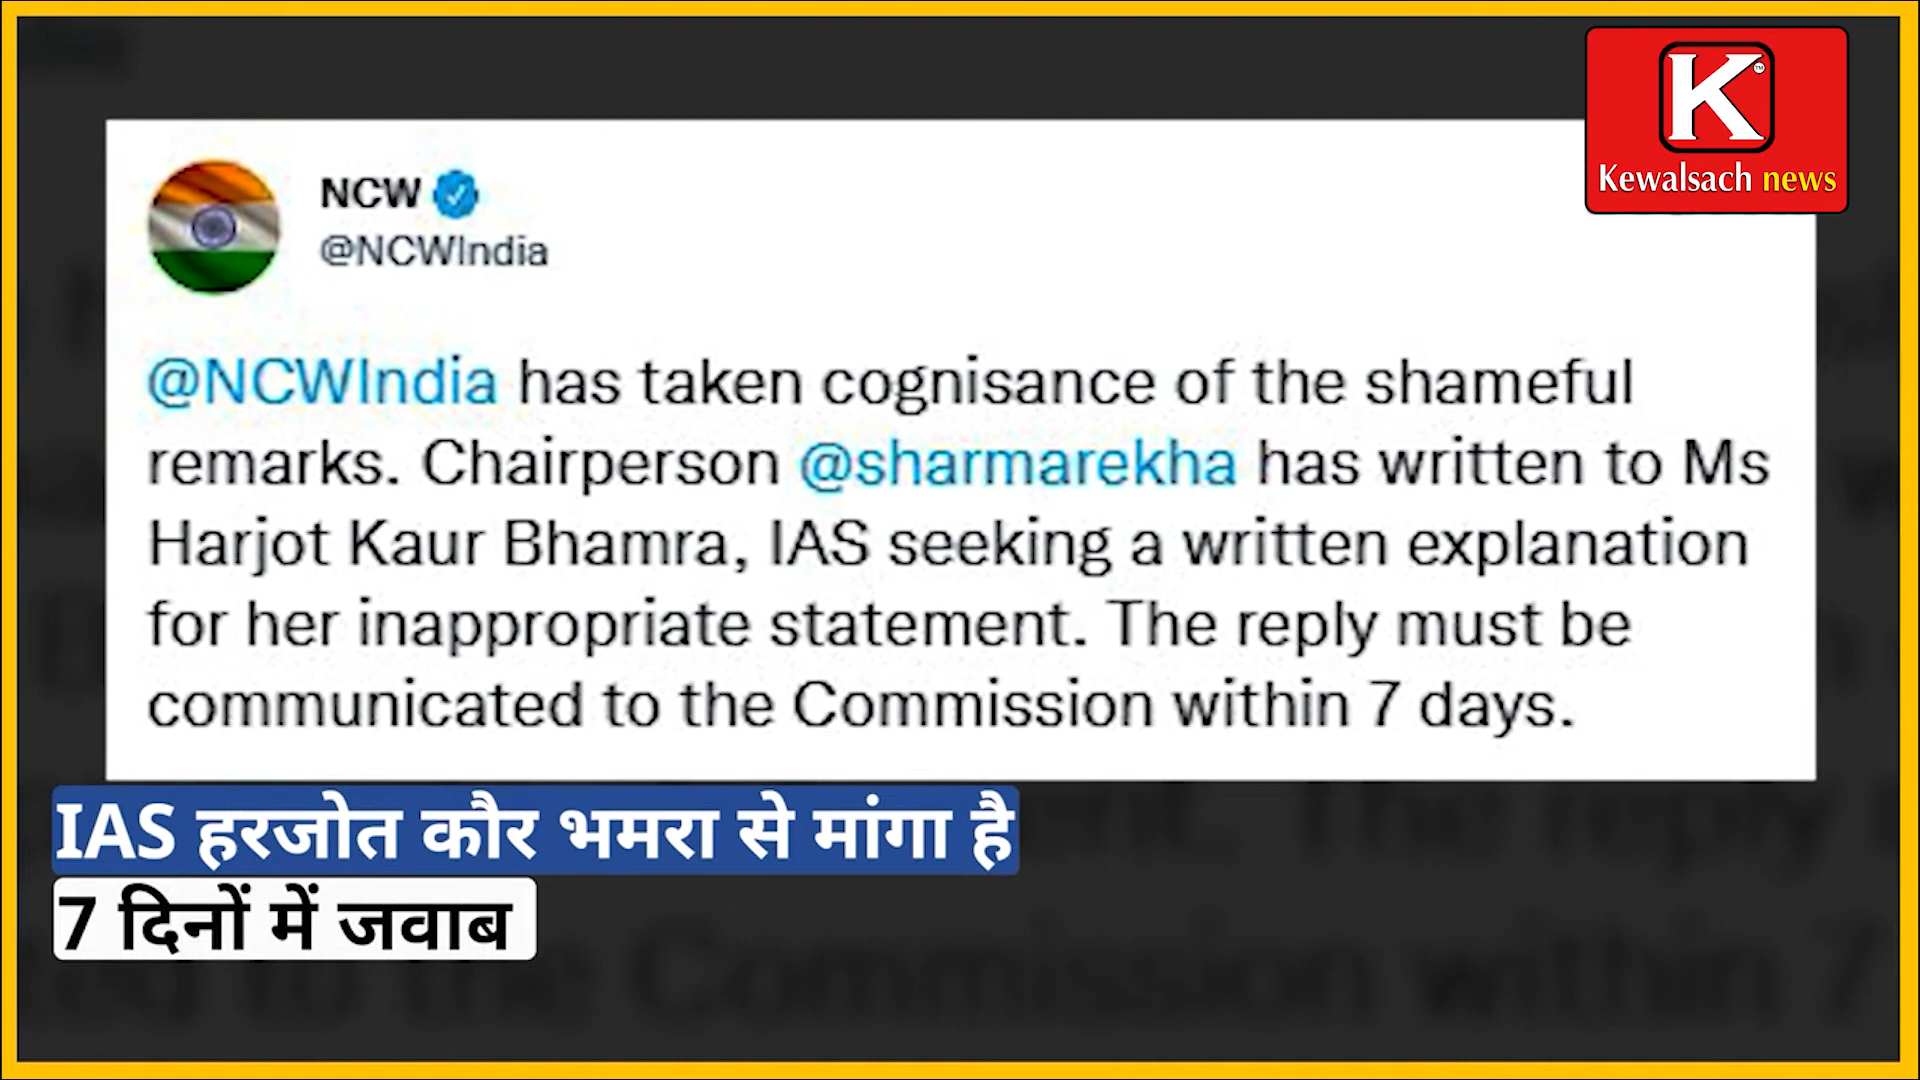 K
TM
Kewalsach news
NCW
@NCWIndia
@NCWIndia has taken cognisance of the shameful
remarks. Chairperson @sharmarekha has written to Ms
Harjot Kaur Bhamra, IAS seeking a written explanation
for her inappropriate statement. The reply must be
communicated to the Commission within 7 days.
IAS हरजोत कौर भमरा से मांगा है
7 दिनों में जवाब